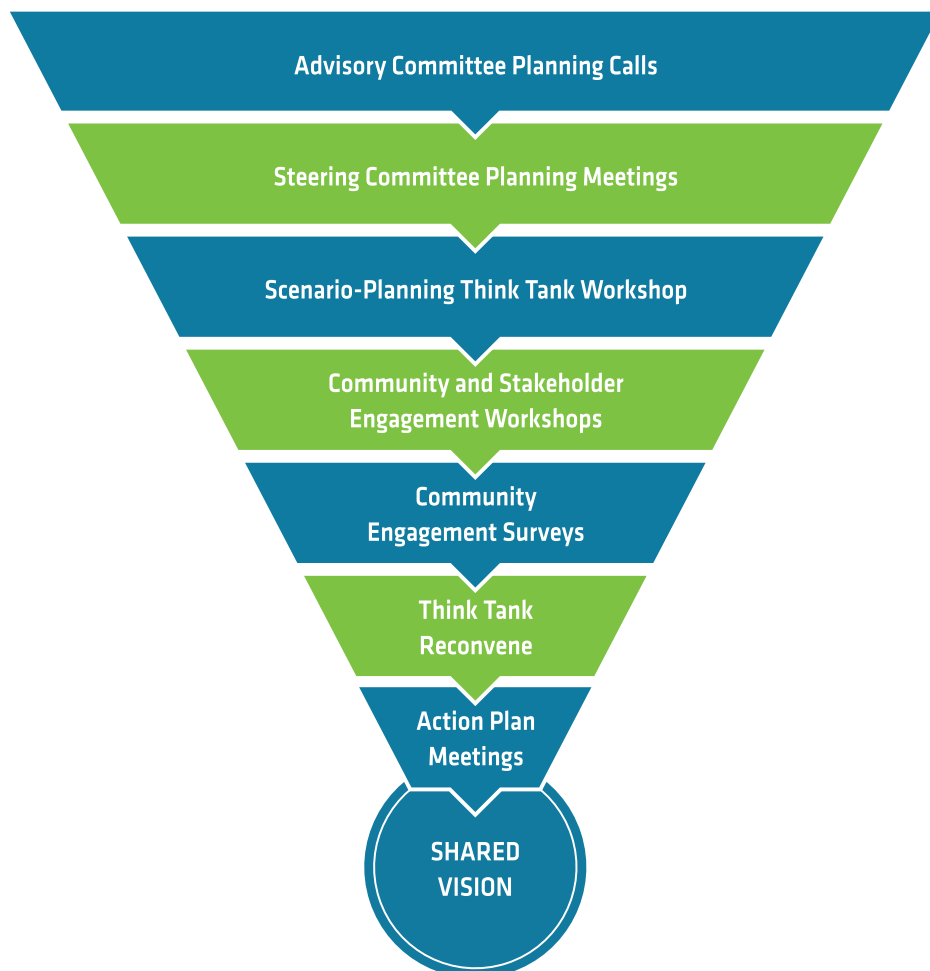 Advisory Committee Planning Calls
Steering Committee Planning Meetings
Scenario-Planning Think Tank Workshop
Community and Stakeholder
Engagement Workshops
Community
Engagement Surveys
Think Tank
Reconvene
Action Plan
Meetings
SHARED
VISION